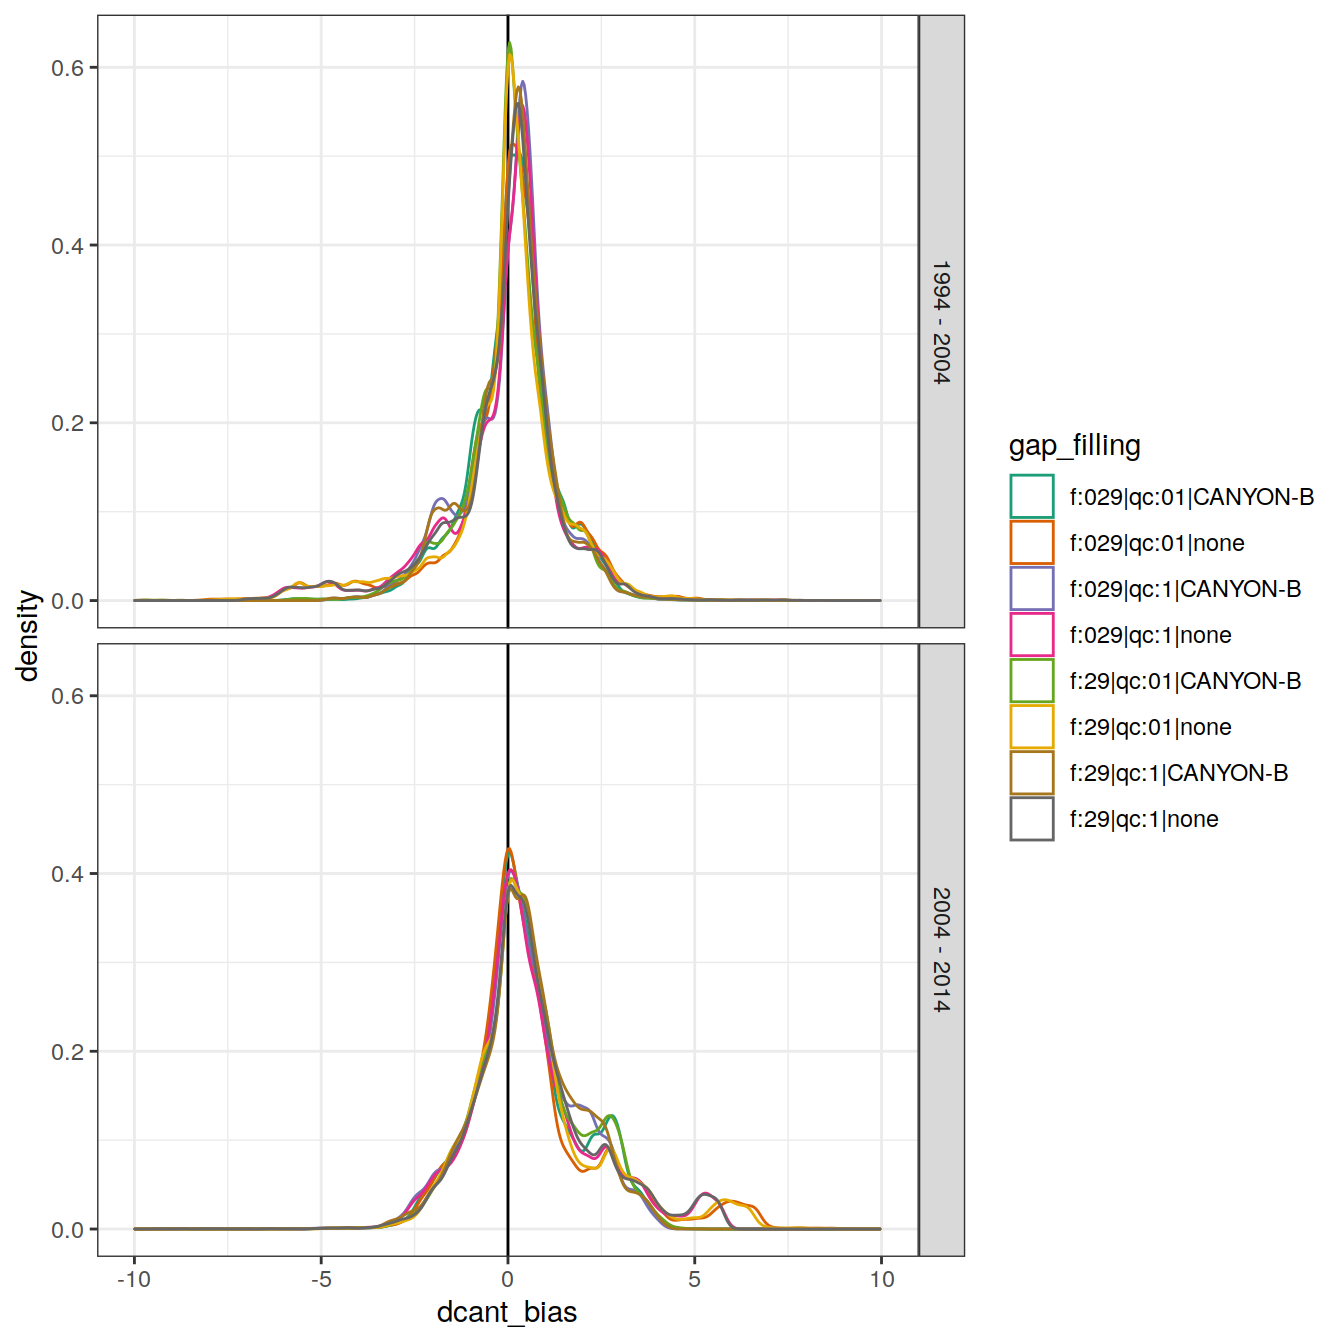 0.6
0.4
0.2
0.0
1994 - 2004
0.6
0.4
0.2
0.0
2004 - 2014
-10
-5
0
5
10
dcant_bias
density
gap_filling
f:029|qc:01|CANYON-B
f:029|qc:01|none
f:029|qc:1|CANYON-B
f:029|qc:1|none
f:29|qc:01|CANYON-B
f:29|qc:01|none
f:29|qc:1|CANYON-B
f:29|qc:1|none